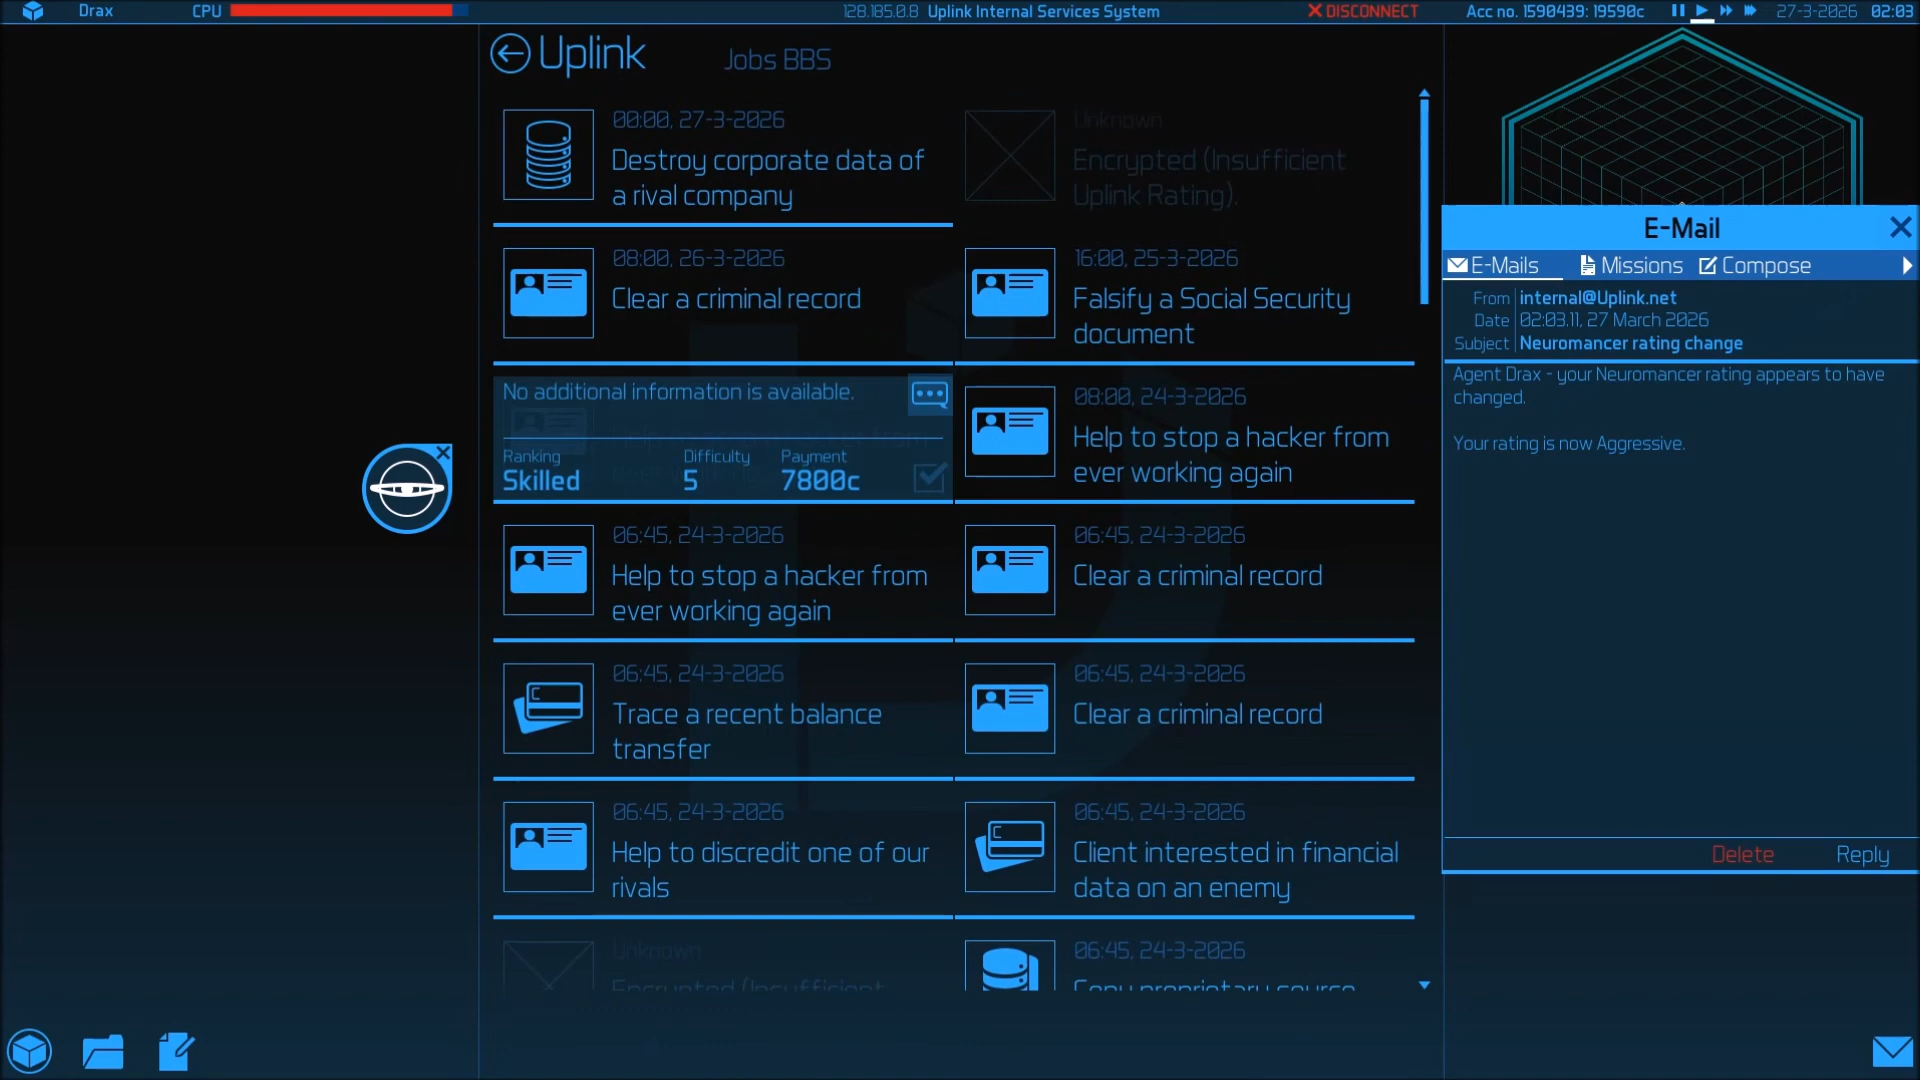 Drax
CPU
128.185.0.8 Uplink Internal Services System
DISCONNECT
Acc no. 1590439: 19590c
27-3-2026 02:03
Uplink
Jobs BBS
00:00, 27-3-2026
Destroy corporate data of
a rival company
Unknown
Encrypted (Insufficient
Uplink Rating).
08:00, 26-3-2026
Clear a criminal record
16:00, 25-3-2026
Falsify a Social Security
document
No additional information is available.
Ranking
Skilled
Difficulty
5
Payment
7800c
08:00, 24-3-2026
Help to stop a hacker from
ever working again
06:45, 24-3-2026
Help to stop a hacker from
ever working again
06:45, 24-3-2026
Clear a criminal record
06:45, 24-3-2026
Trace a recent balance
transfer
06:45, 24-3-2026
Clear a criminal record
06:45, 24-3-2026
Help to discredit one of our
rivals
06:45, 24-3-2026
Client interested in financial
data on an enemy
Unknown
Encrypted (Insufficient
06:45, 24-3-2026
Copy proprietary source
E-Mail
E-Mails
Missions
Compose
From internal@Uplink.net
Date 02:03.11, 27 March 2026
Subject Neuromancer rating change
Agent Drax - your Neuromancer rating appears to have
changed.
Your rating is now Aggressive.
Delete
Reply